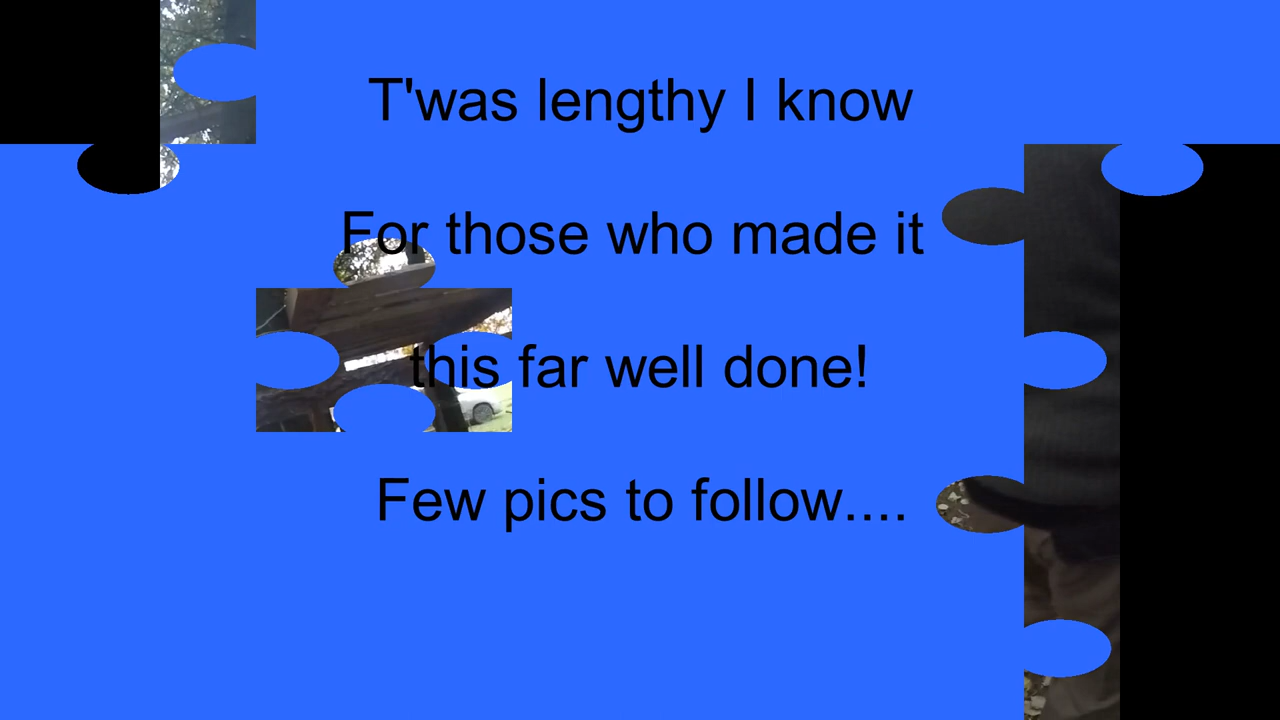 T'was lengthy I know
For those who made it
this far well done!
Few pics to follow....